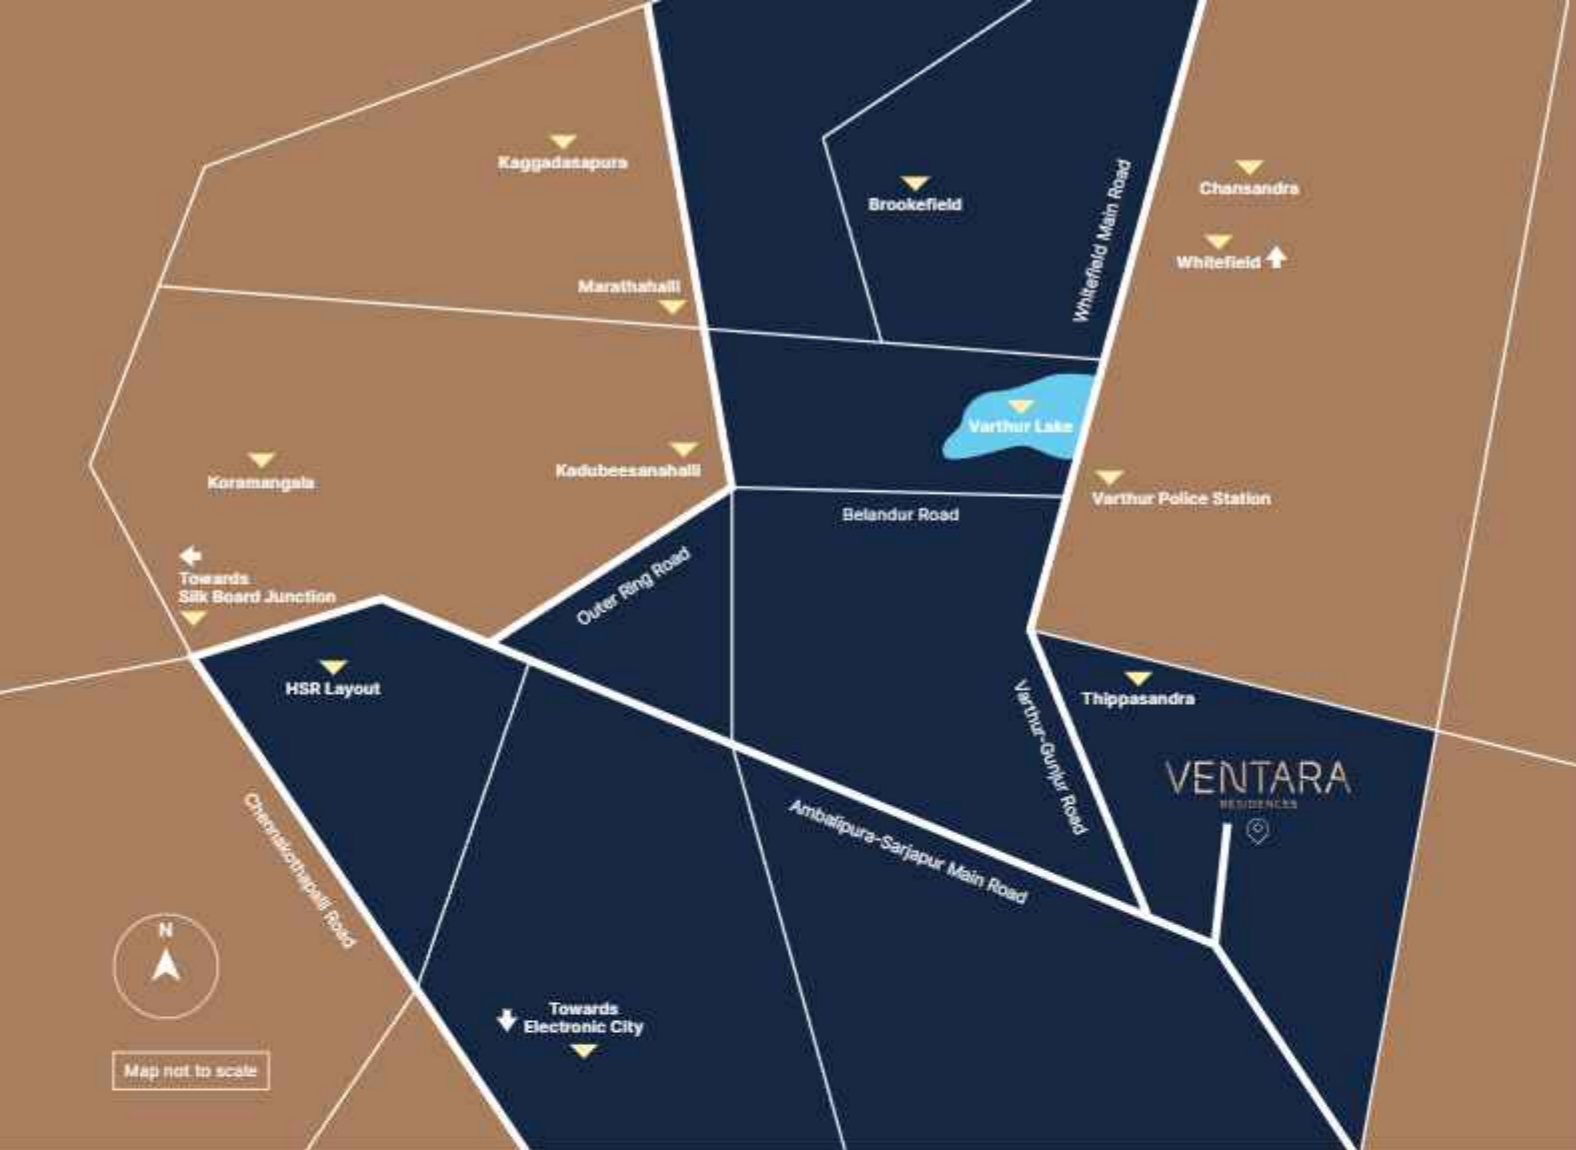 Kaggadasapura
Brookefield
Whitefield Main Road
Chansandra
Whitefield
Marathahalli
Varthur Lake
Koramangala
Kadubeesanahalli
Belandur Road
Varthur Police Station
Outer Ring Road
Towards
Silk Board Junction
HSR Layout
Thippasandra
Varthur-Gunjur Road
VENTARA
RESIDENCES
Ambalipura-Sarjapur Main Road
Chennakothapalli Road
N
Towards
Electronic City
Map not to scale